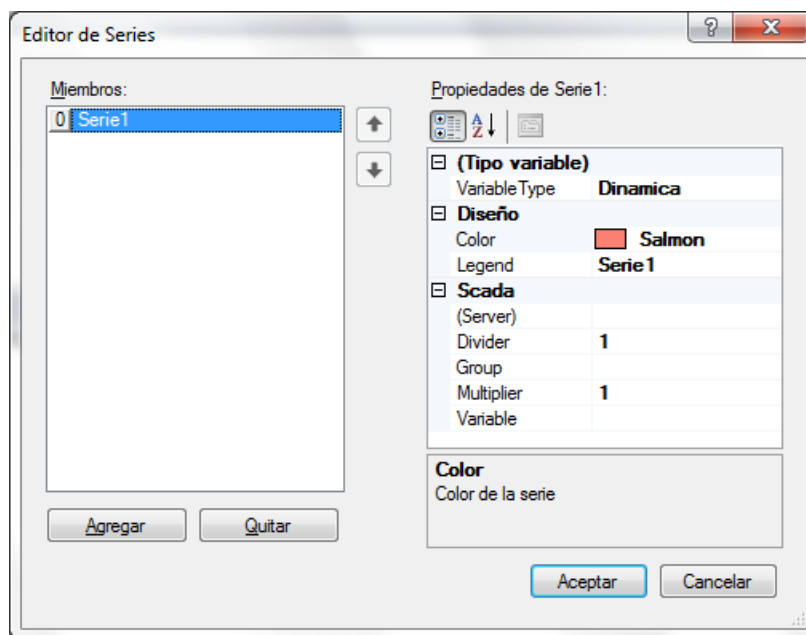 Editor de Series
Miembros:
0 Serie1
Agregar Quitar
Propiedades de Serie1:
(Tipo variable)
VariableType Dinamica
Diseño
Color Salmon
Legend Serie1
Scada
(Server)
Divider 1
Group
Multiplier 1
Variable
Color
Color de la serie
Aceptar Cancelar